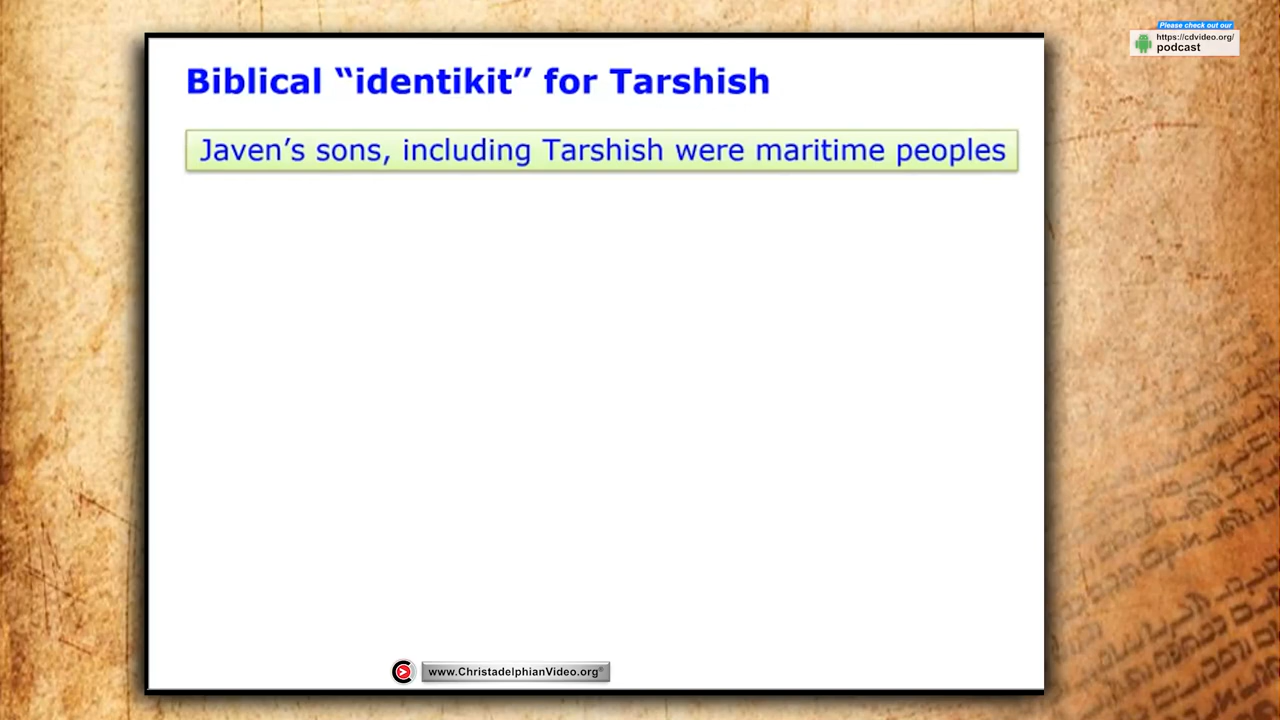 Please check out our
https://cdvideo.org/
podcast
Biblical “identikit” for Tarshish
Javen’s sons, including Tarshish were maritime peoples
www.ChristadelphianVideo.org